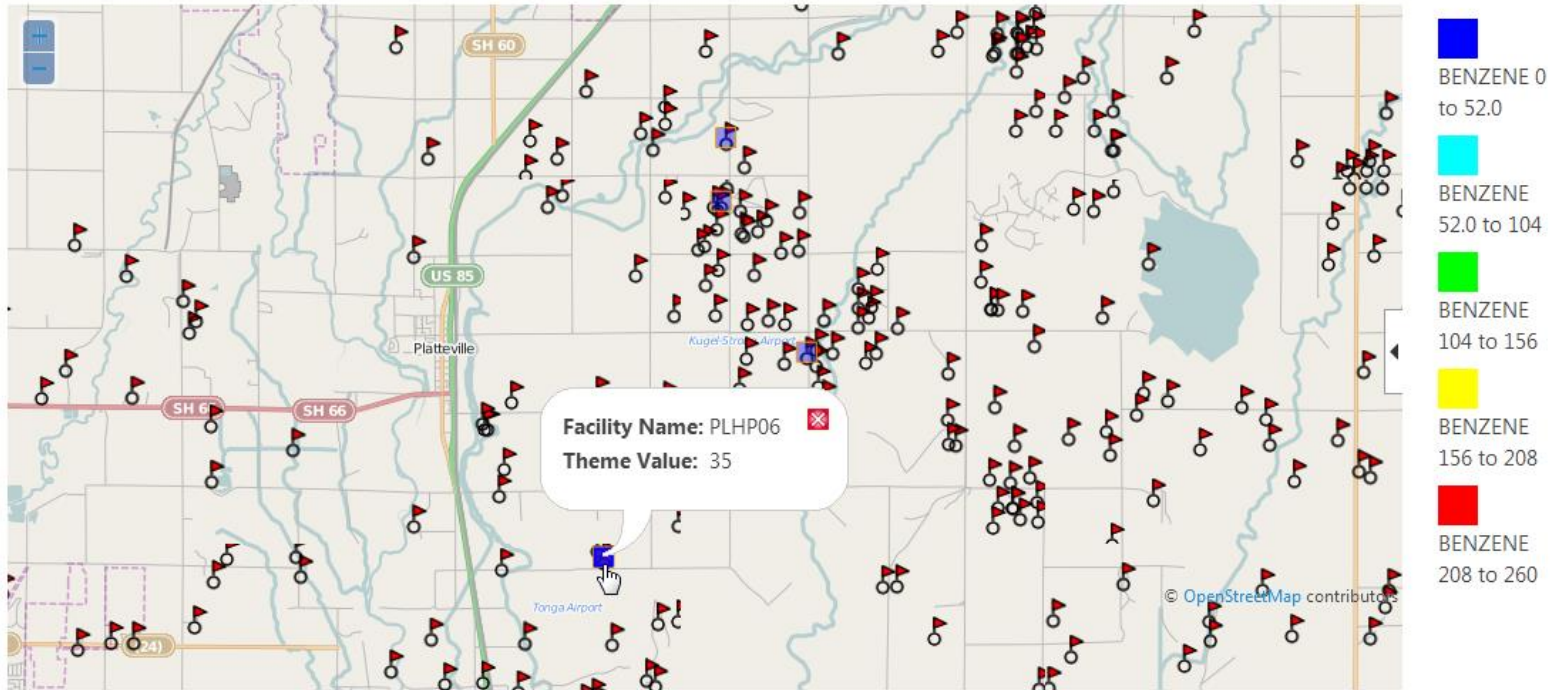 +
−
SH 60
US 85
Platteville
Kugel-Strong Airport
SH 66
SH 66
Facility Name: PLHP06
Theme Value: 35
Tonga Airport
© OpenStreetMap contributors
BENZENE 0
to 52.0
BENZENE
52.0 to 104
BENZENE
104 to 156
BENZENE
156 to 208
BENZENE
208 to 260